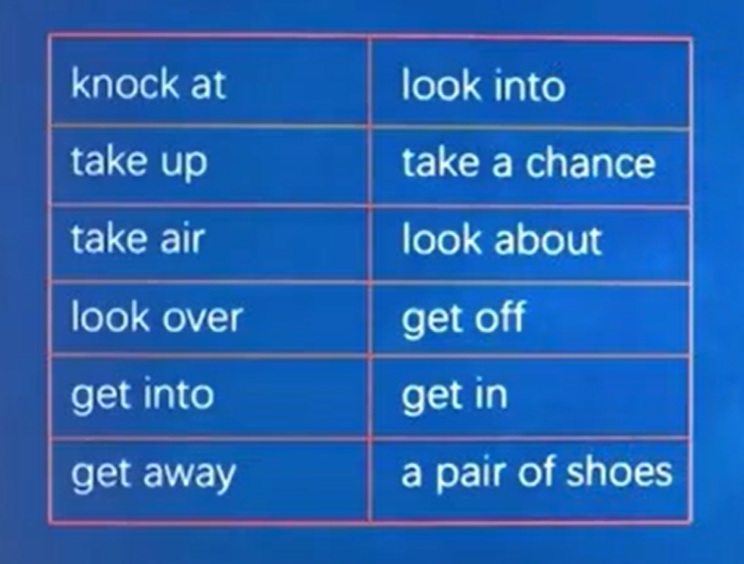 knock at
look into
take up
take a chance
take air
look about
look over
get off
get into
get in
get away
a pair of shoes